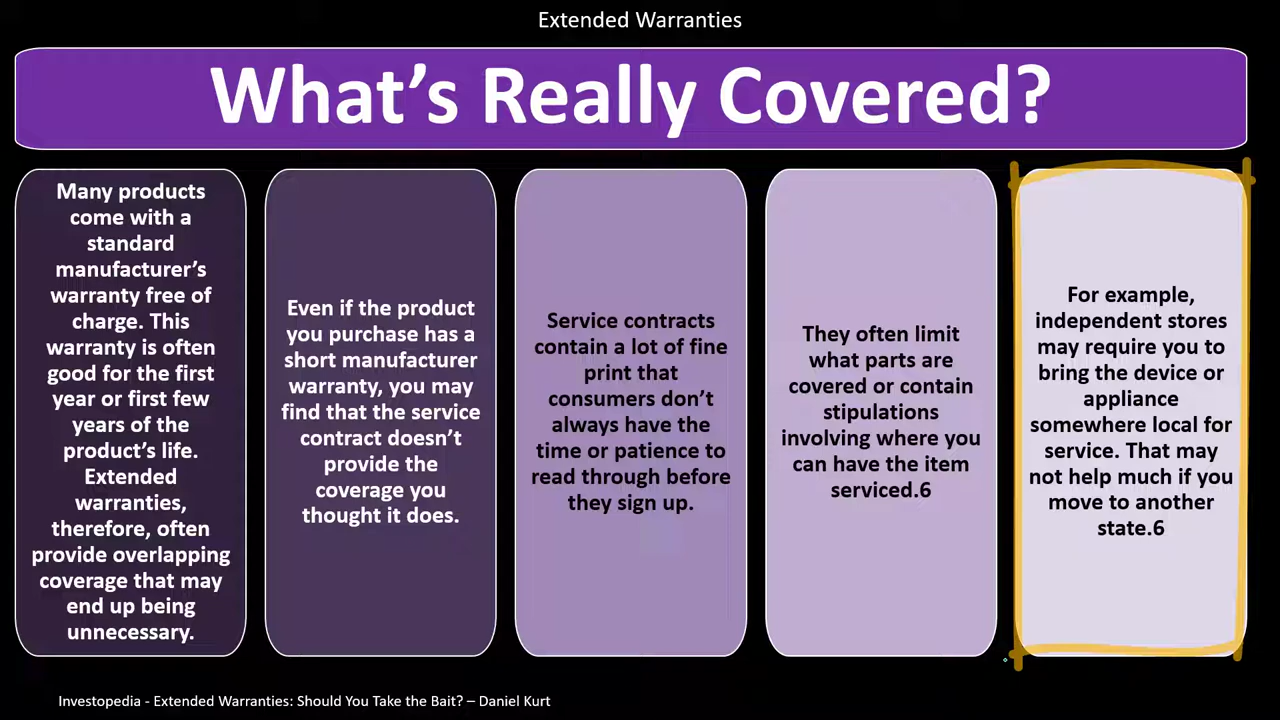 Extended Warranties
What’s Really Covered?
Many products
come with a
standard
manufacturer’s
warranty free of
charge. This
warranty is often
good for the first
year or first few
years of the
product’s life.
Extended
warranties,
therefore, often
provide overlapping
coverage that may
end up being
unnecessary.
Even if the product
you purchase has a
short manufacturer
warranty, you may
find that the service
contract doesn’t
provide the
coverage you
thought it does.
Service contracts
contain a lot of fine
print that
consumers don’t
always have the
time or patience to
read through before
they sign up.
They often limit
what parts are
covered or contain
stipulations
involving where you
can have the item
serviced.6
For example,
independent stores
may require you to
bring the device or
appliance
somewhere local for
service. That may
not help much if you
move to another
state.6
Investopedia - Extended Warranties: Should You Take the Bait? – Daniel Kurt